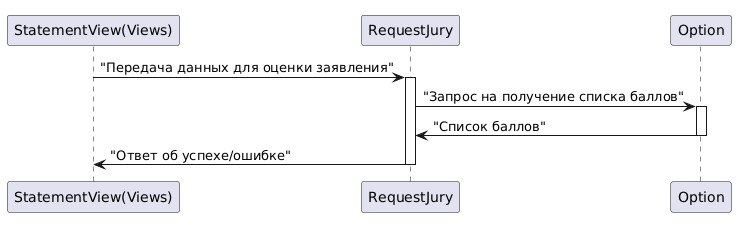 StatementView(Views) RequestJury Option
"Передача данных для оценки заявления"
"Запрос на получение списка баллов"
"Список баллов"
"Ответ об успехе/ошибке"
StatementView(Views) RequestJury Option